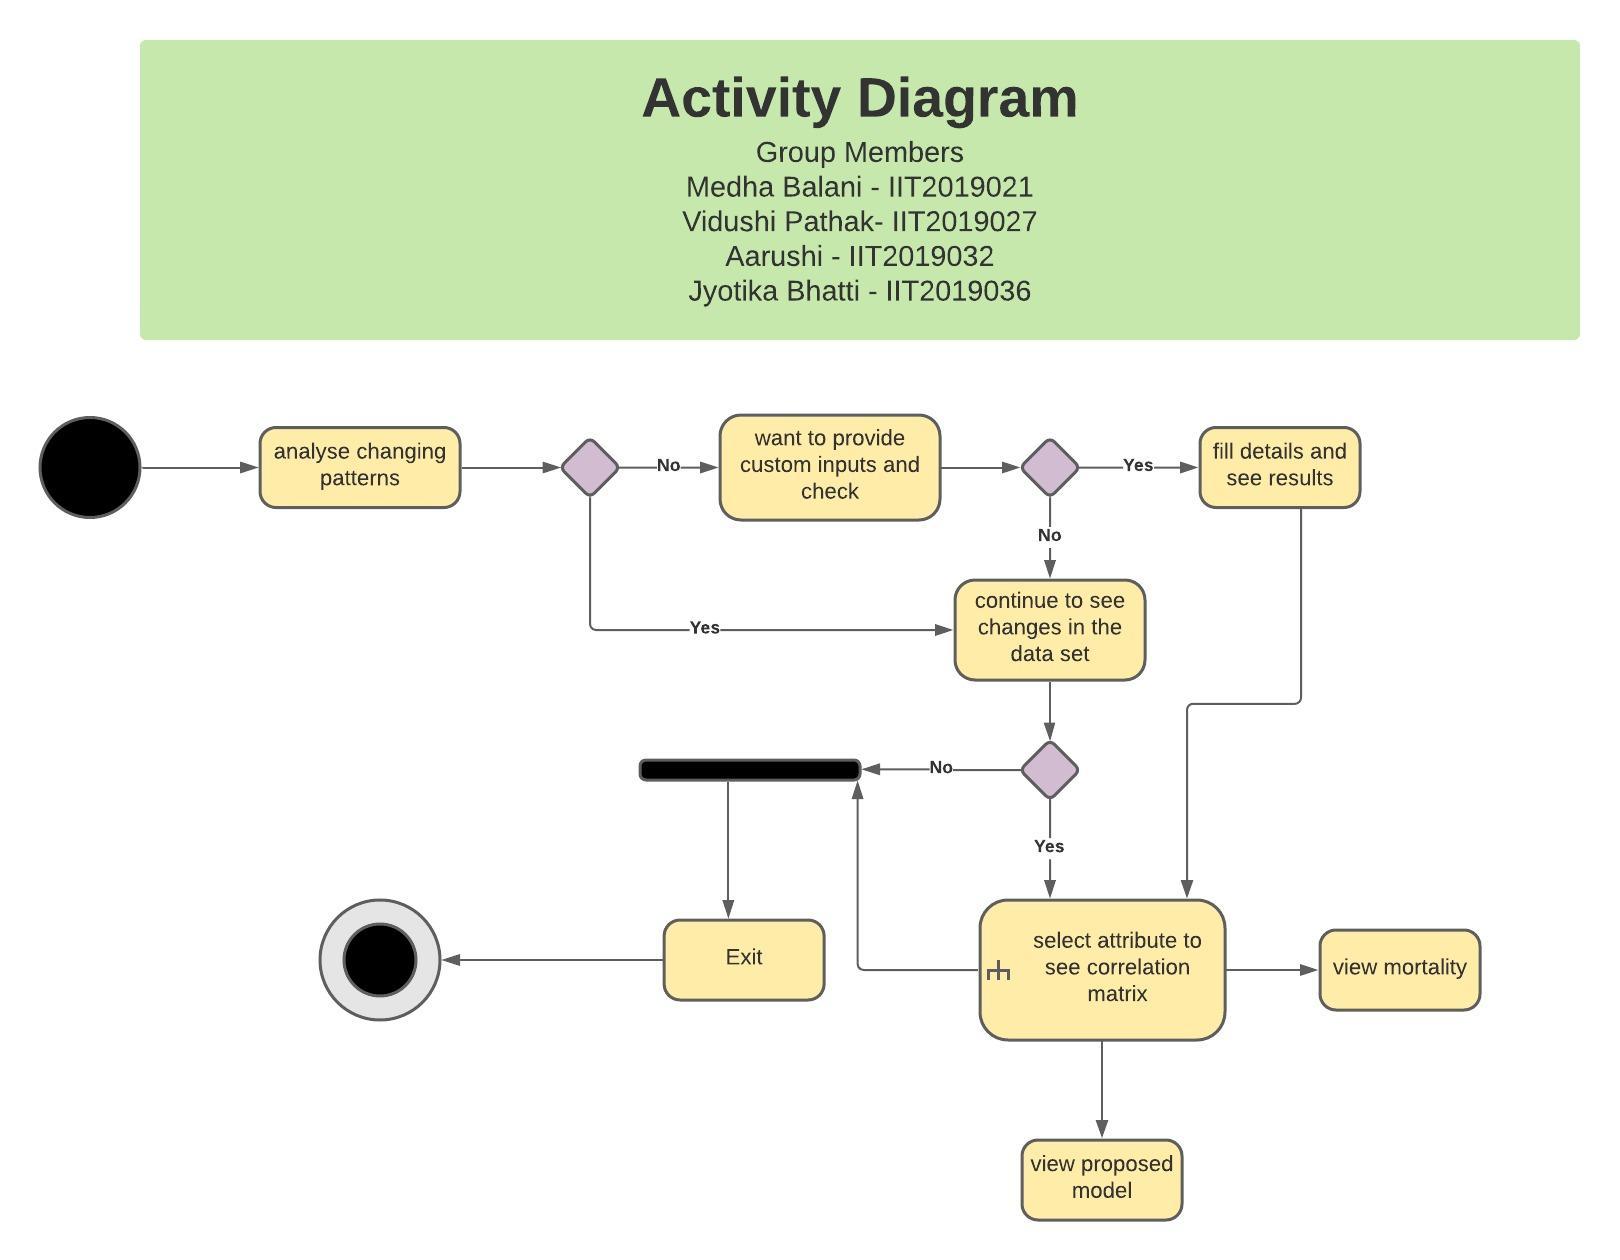 Activity Diagram
Group Members
Medha Balani - IIT2019021
Vidushi Pathak- IIT2019027
Aarushi - IIT2019032
Jyotika Bhatti - IIT2019036
analyse changing
patterns
No
want to provide
custom inputs and
check
Yes
fill details and
see results
No
Yes
continue to see
changes in the
data set
No
Yes
Exit
select attribute to
see correlation
matrix
view mortality
view proposed
model